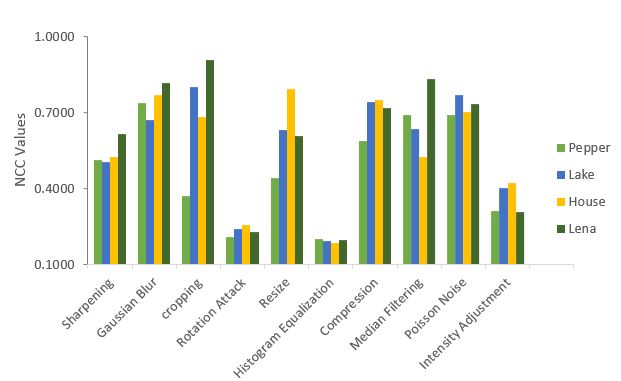 1.0000
0.7000
0.4000
0.1000
NCC Values
Sharpening
Gaussian Blur
cropping
Rotation Attack
Resize
Histogram Equalization
Compression
Median Filtering
Poisson Noise
Intensity Adjustment
Pepper
Lake
House
Lena